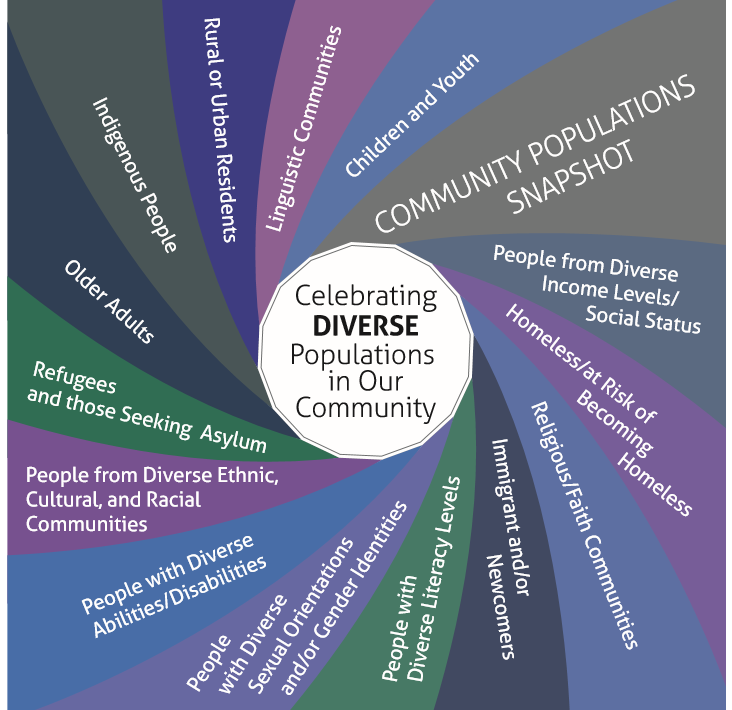 COMMUNITY POPULATIONS
SNAPSHOT
People from Diverse
Income Levels/
Social Status
Homeless/at Risk of
Becoming
Homeless
Religious/Faith Communities
Immigrant and/or
Newcomers
People with
Diverse Literacy Levels
People
with Diverse
Sexual Orientations
and/or Gender Identities
People with Diverse
Abilities/Disabilities
People from Diverse Ethnic,
Cultural, and Racial
Communities
Refugees
and those Seeking Asylum
Older Adults
Indigenous People
Rural or Urban Residents
Linguistic Communities
Children and Youth
Celebrating
DIVERSE
Populations
in Our
Community